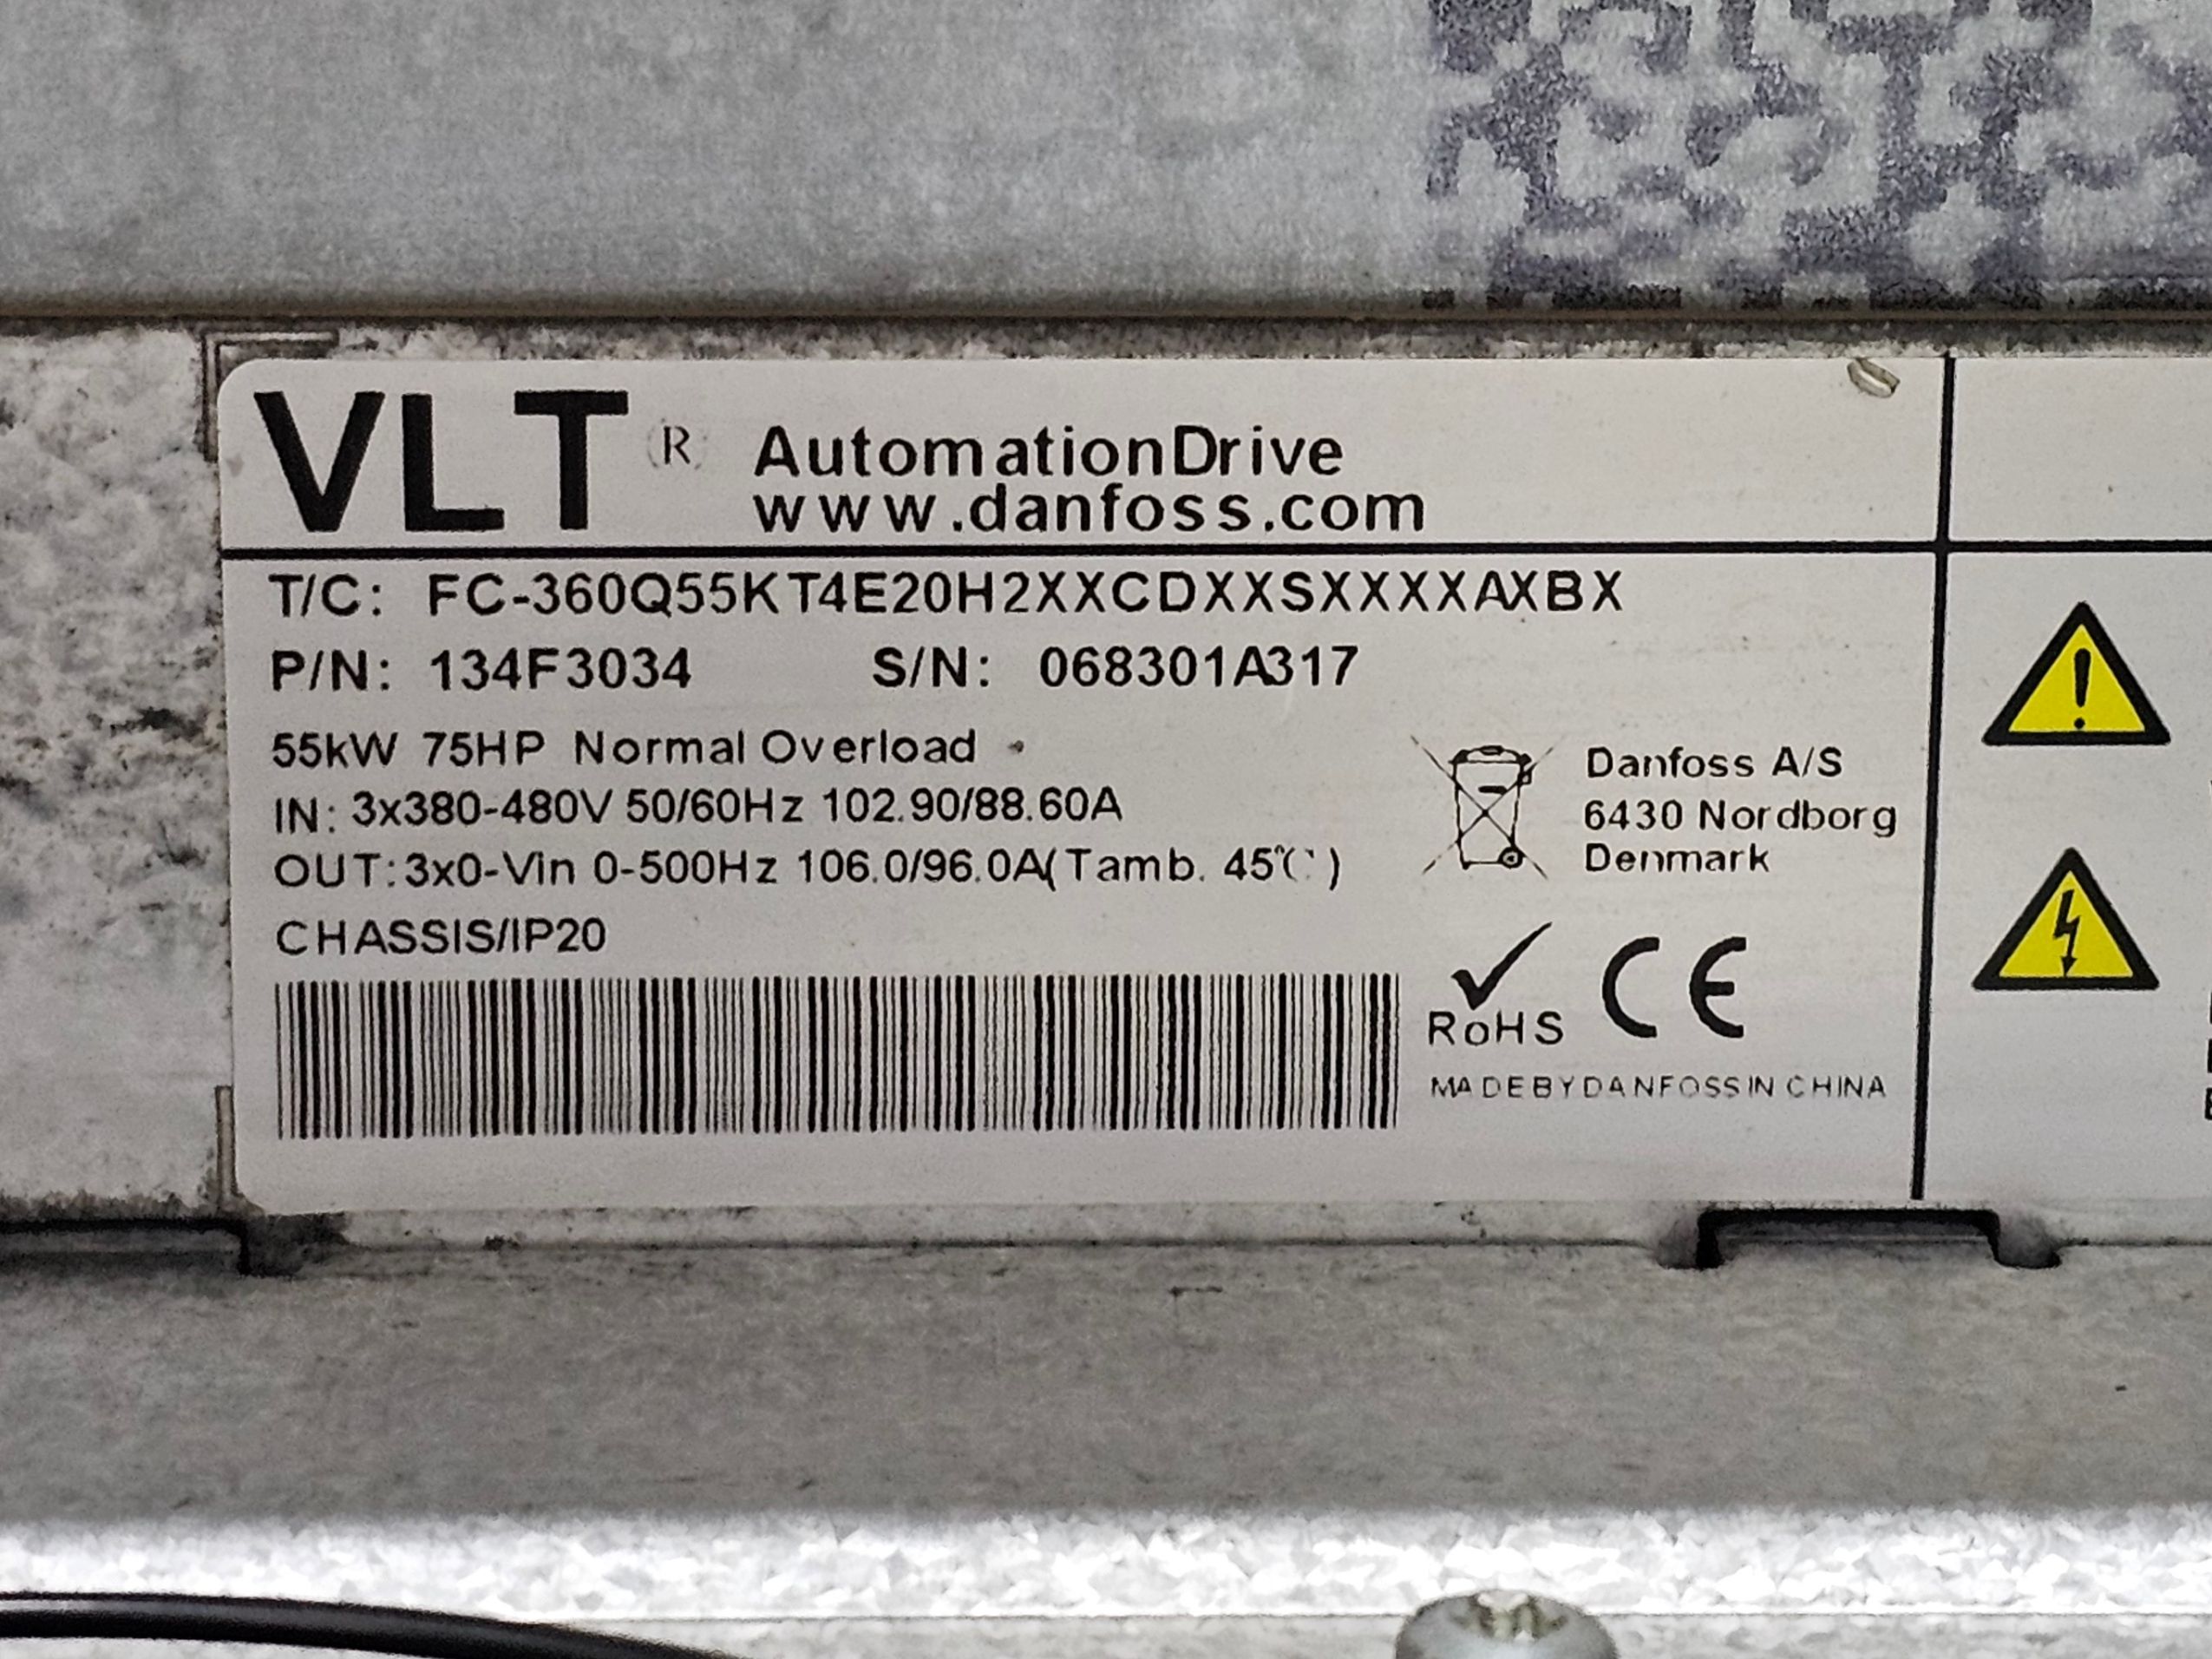 VLT ® AutomationDrive
www.danfoss.com
T/C: FC-360Q55KT4E20H2XXCDXXSXXXXAXBX
P/N: 134F3034 S/N: 068301A317
55kW 75HP Normal Overload
IN: 3x380-480V 50/60Hz 102.90/88.60A
OUT:3x0-Vin 0-500Hz 106.0/96.0A(Tamb. 45℃)
CHASSIS/IP20
Danfoss A/S
6430 Nordborg
Denmark
RoHS CE
MADE BY DANFOSS IN CHINA